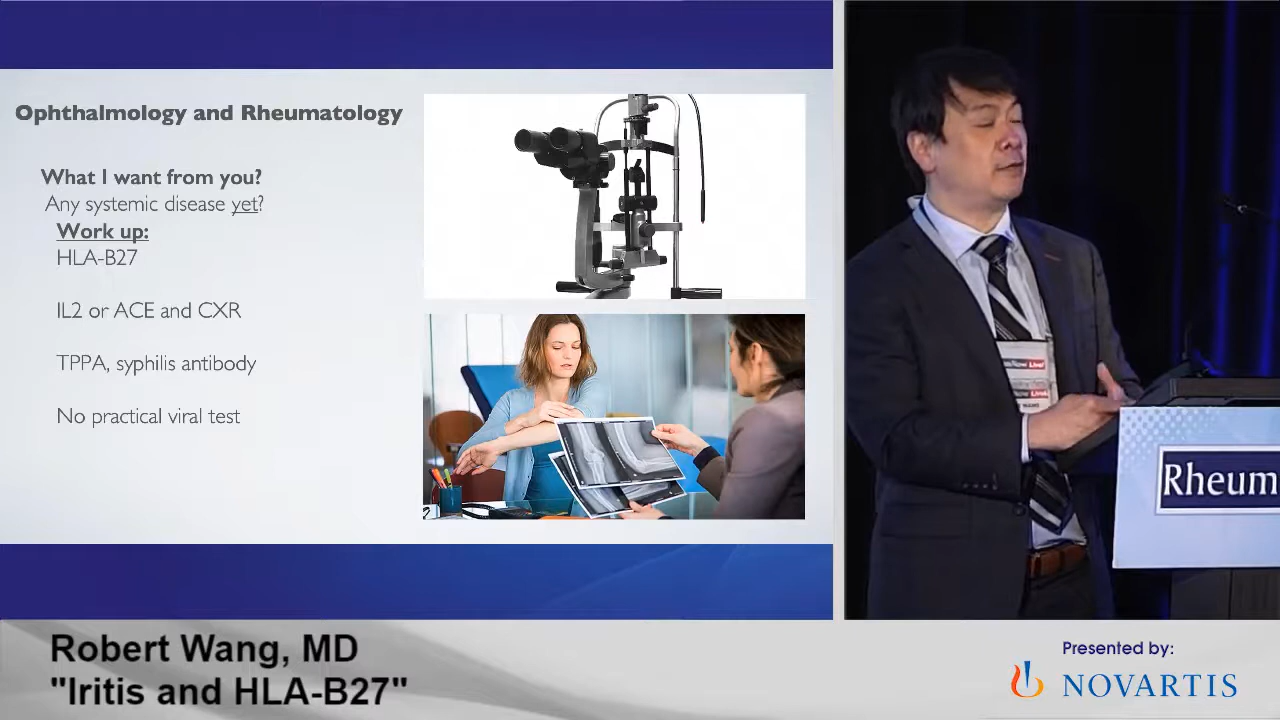 Ophthalmology and Rheumatology
What I want from you?
Any systemic disease yet?
Work up:
HLA-B27
IL2 or ACE and CXR
TPPA, syphilis antibody
No practical viral test
Live!
Live!
Rheum
Robert Wang, MD
"Iritis and HLA-B27"
Presented by:
NOVARTIS